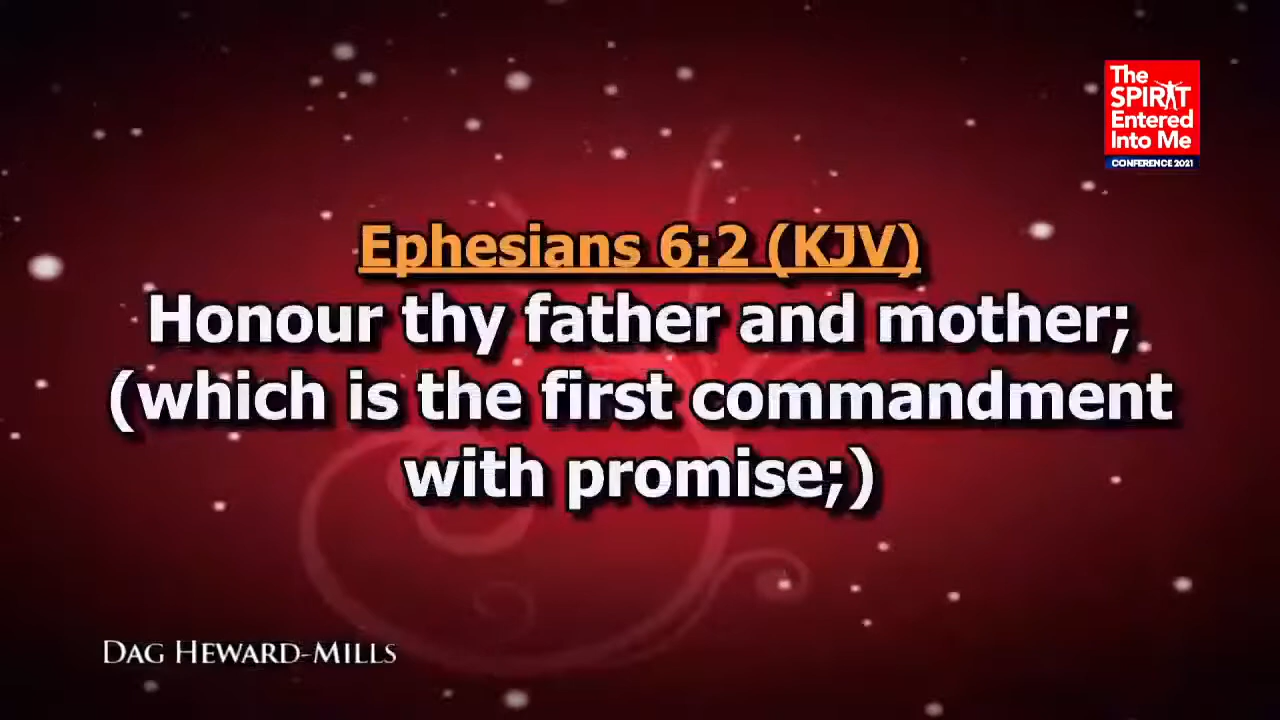 The
SPIRIT
Entered
Into Me
CONFERENCE 2021
Ephesians 6:2 (KJV)
Honour thy father and mother;
(which is the first commandment
with promise;)
DAG HEWARD-MILLS